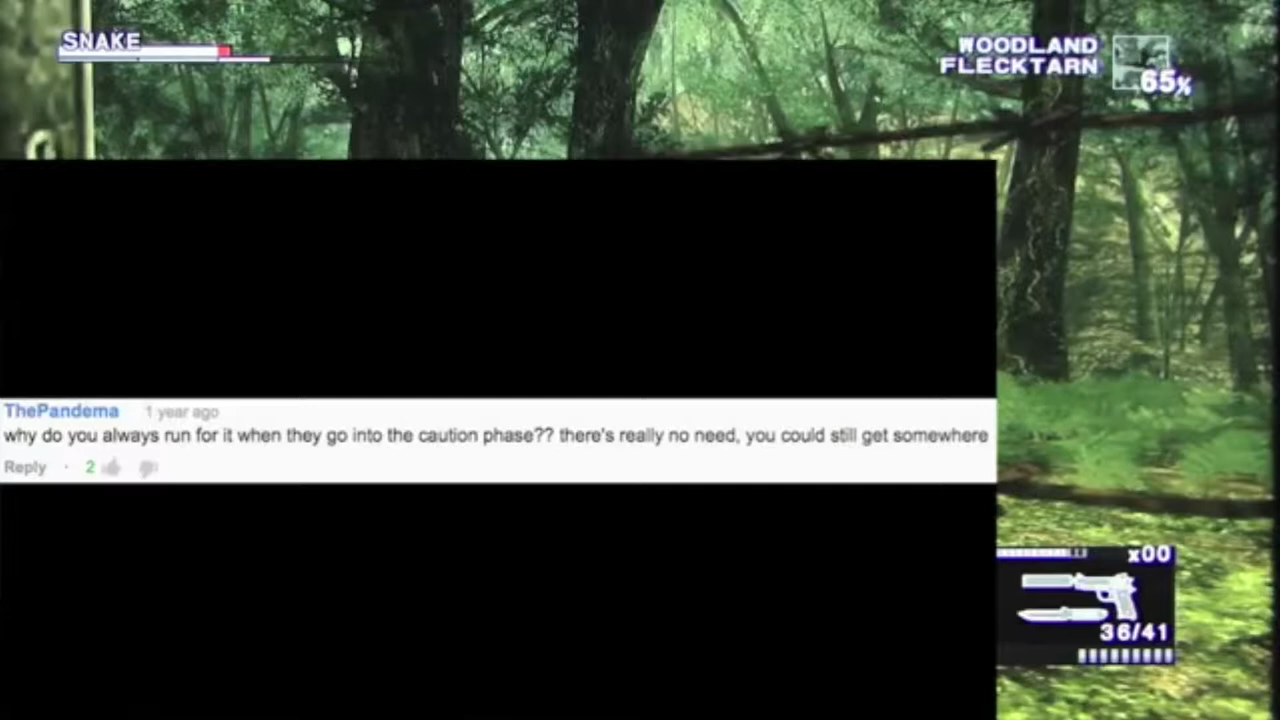 SNAKE
WOODLAND
FLECKTARN
65%
ThePandema 1 year ago
why do you always run for it when they go into the caution phase?? there's really no need, you could still get somewhere
Reply · 2
x00
36/41